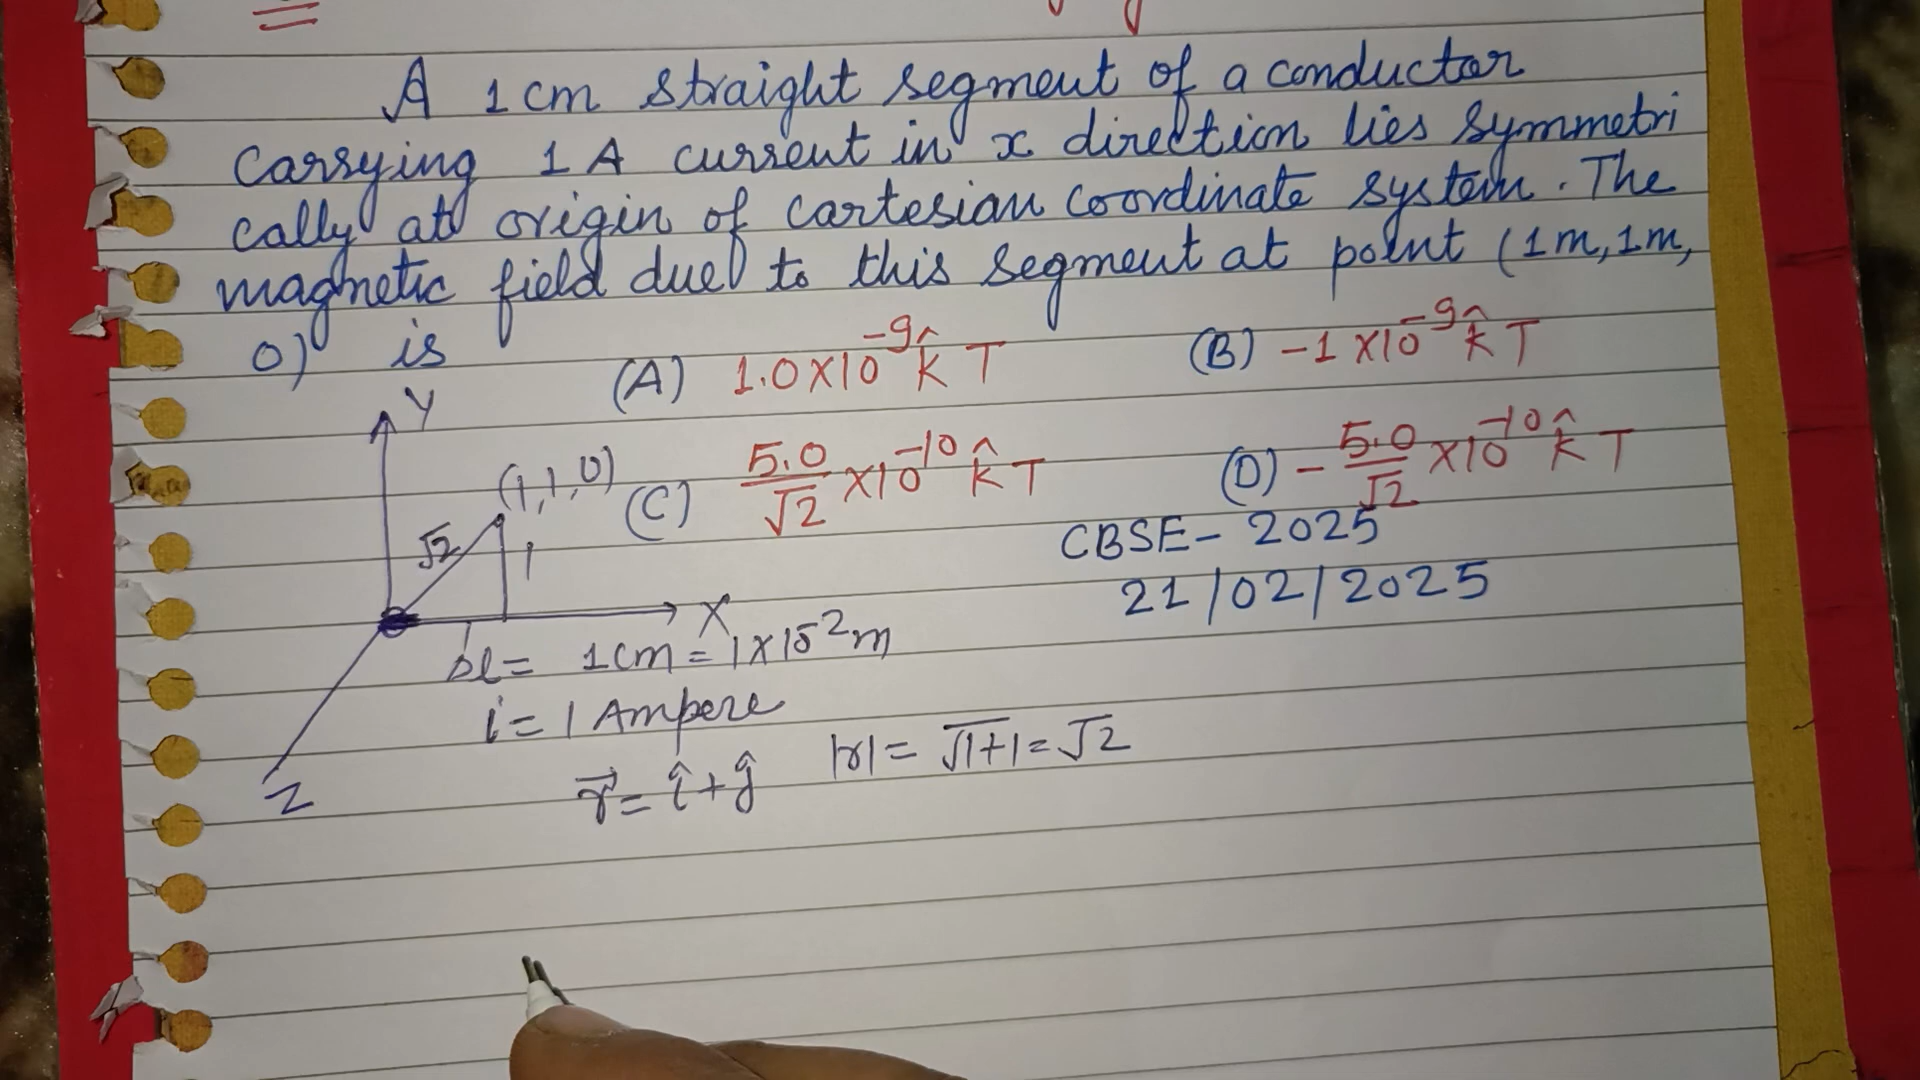 A 1 cm straight segment of a conductor
carrying 1 A current in x direction lies symmetri
cally at origin of cartesian coordinate system. The
magnetic field due to this segment at point (1m, 1m,
0) is
(A) 1.0×10⁻⁹ k̂ T (B) -1×10⁻⁹ k̂ T
Y
(1,1,0)
(C) 5.0/√2 ×10⁻¹⁰ k̂ T (D) - 5.0/√2 ×10⁻¹⁰ k̂ T
√2
1
CBSE- 2025
21/02/2025
X
Δl = 1cm = 1×10⁻²m
i = 1 Ampere
Z
r⃗ = î+ĵ |r| = √1+1 = √2